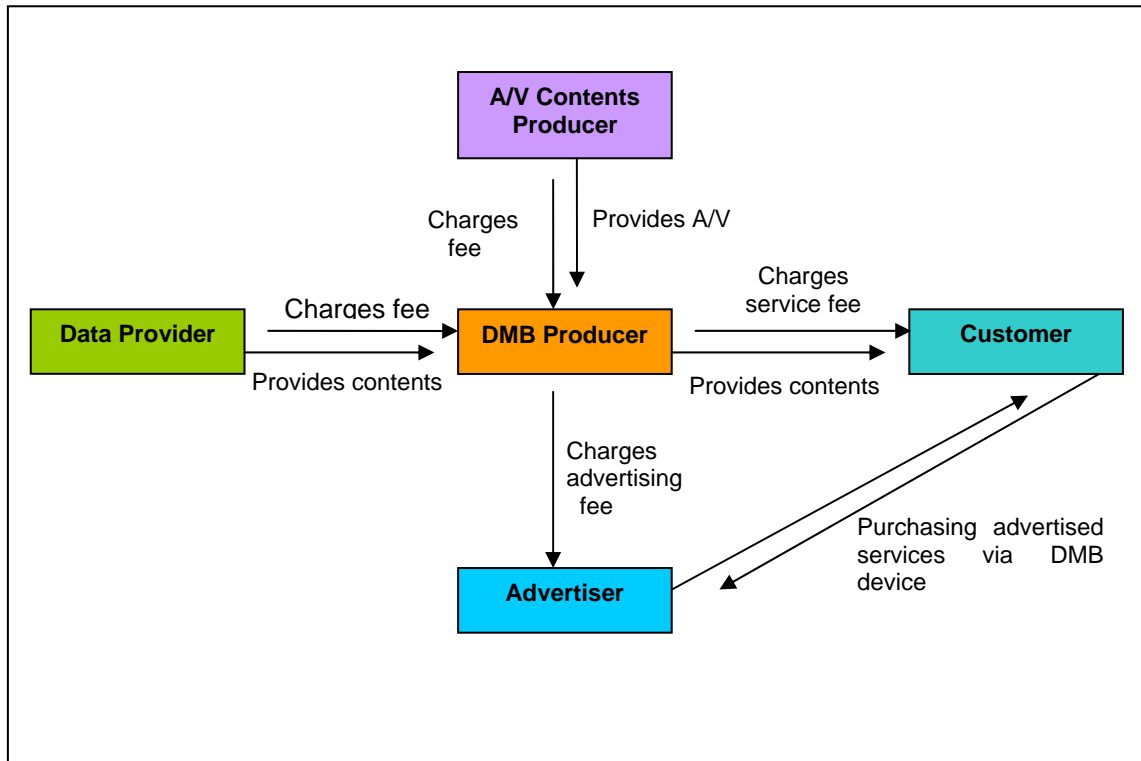 A/V Contents
Producer
Charges
fee
Provides A/V
Charges
service fee
Charges fee
Data Provider
DMB Producer
Customer
Provides contents
Provides contents
Charges
advertising
fee
Purchasing advertised
services via DMB
device
Advertiser